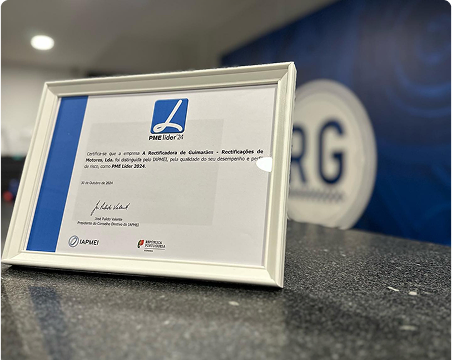 PME líder'24
Certifica-se que a empresa A Rectificadora de Guimarães - Rectificações de
Motores, Lda. foi distinguida pelo IAPMEI, pela qualidade do seu desempenho e perfil
de risco, como PME Líder 2024.
30 de Outubro de 2024
José Pulido Valente
Presidente do Conselho Diretivo do IAPMEI
IAPMEI
REPÚBLICA
PORTUGUESA
RG